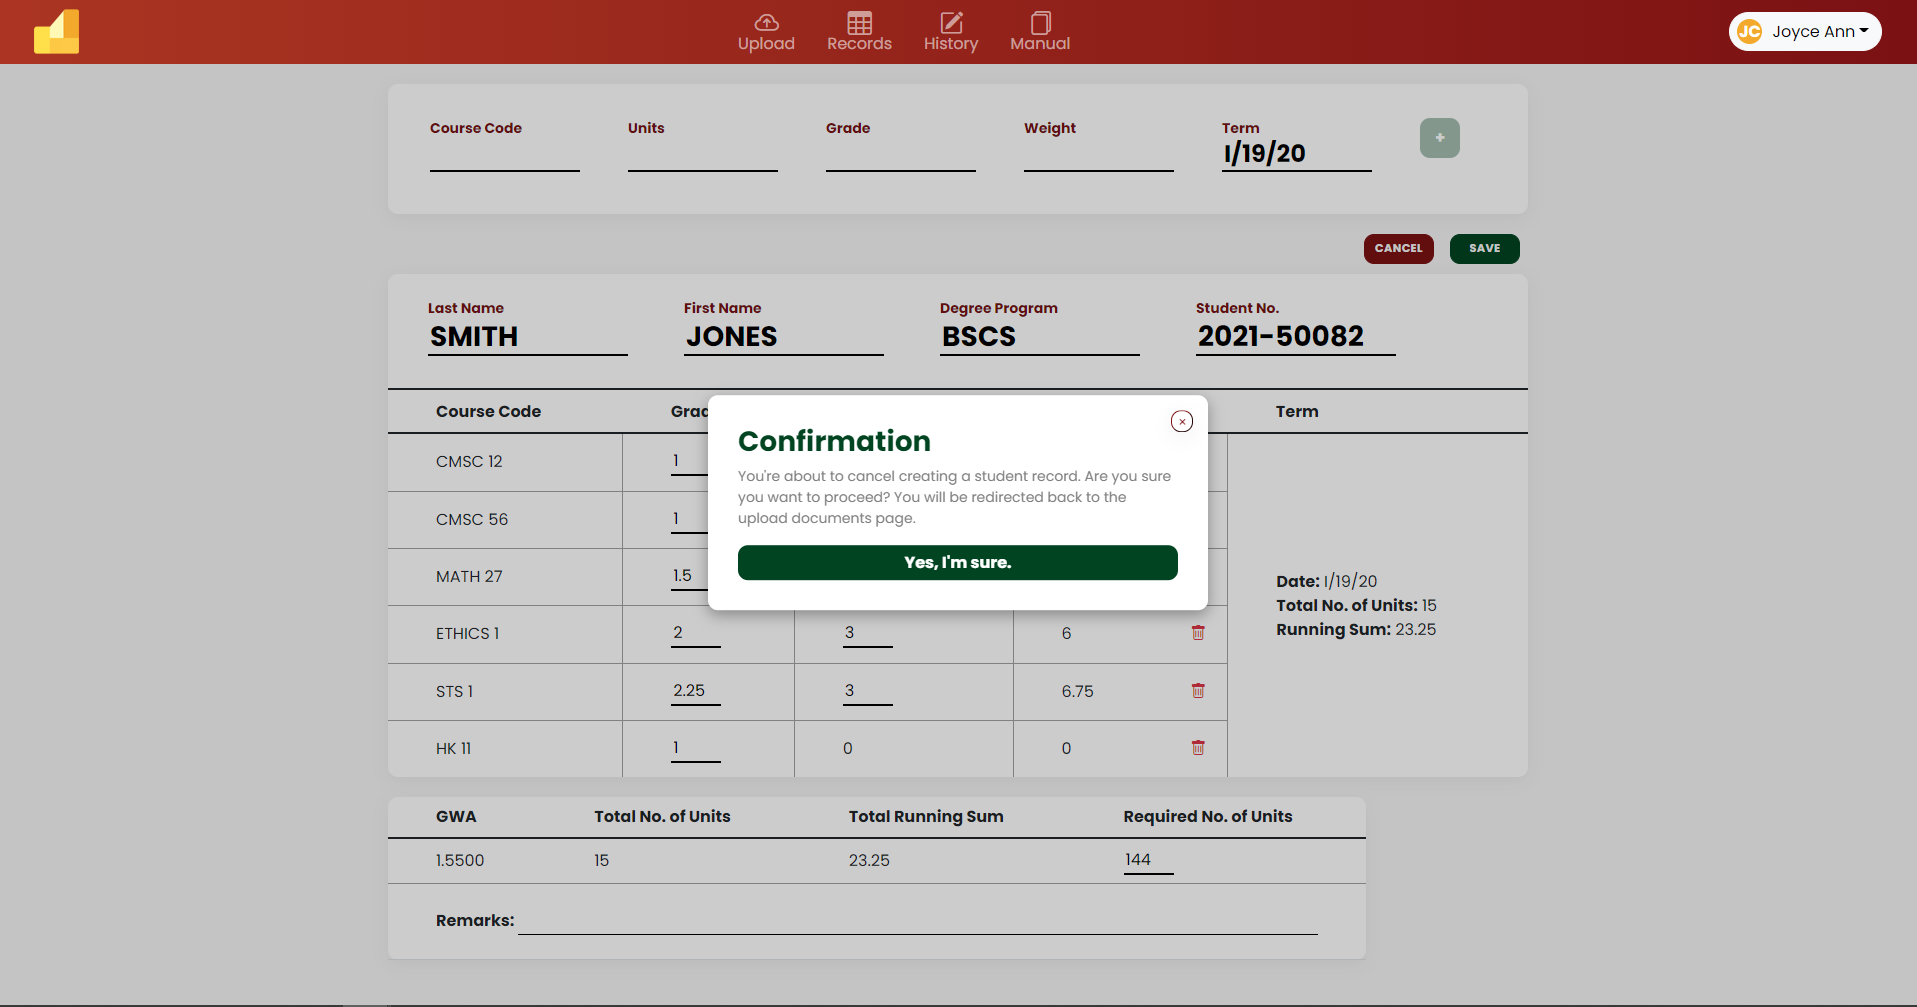 Upload Records History Manual
JC Joyce Ann
Course Code Units Grade Weight Term
I/19/20
+
CANCEL SAVE
Last Name First Name Degree Program Student No.
SMITH JONES BSCS 2021-50082
Course Code Grad Term
CMSC 12 1
CMSC 56 1
MATH 27 1.5
Confirmation
You're about to cancel creating a student record. Are you sure
you want to proceed? You will be redirected back to the
upload documents page.
Yes, I'm sure.
Date: I/19/20
Total No. of Units: 15
Running Sum: 23.25
ETHICS 1 2 3 6
STS 1 2.25 3 6.75
HK 11 1 0 0
GWA Total No. of Units Total Running Sum Required No. of Units
1.5500 15 23.25 144
Remarks: